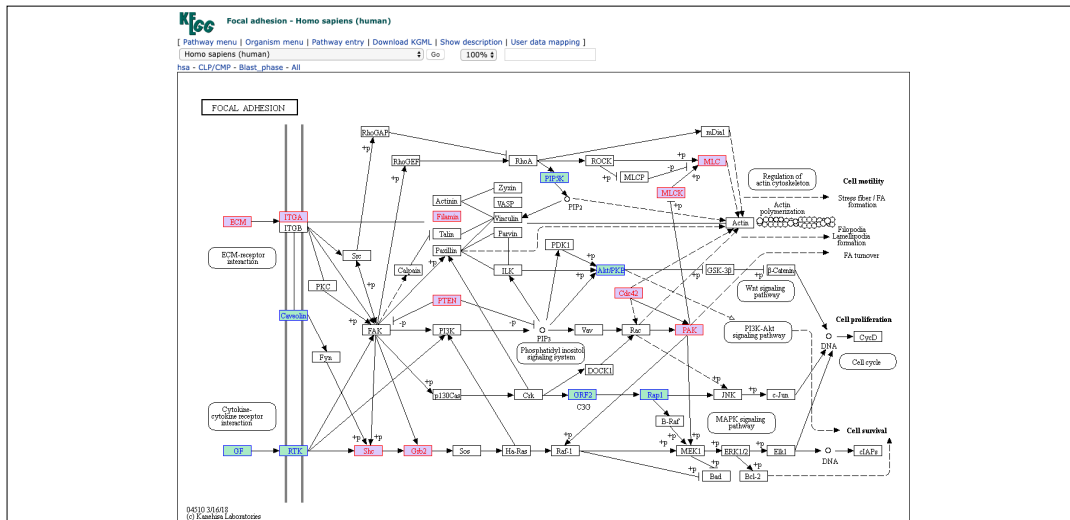 KEGG
Focal adhesion - Homo sapiens (human)
[ Pathway menu | Organism menu | Pathway entry | Download KGML | Show description | User data mapping ]
Homo sapiens (human) Go 100%
hsa - CLP/CMP - Blast_phase - All
FOCAL ADHESION
RhoGAP
mDia1
+p
RhoGEF
RhoA
ROCK
+p
MLC
+p
-p
MLCP
PIP5K
MLCK
+p
PIP2
Regulation of
actin cytoskeleton
Cell motility
Stress fiber / FA
formation
Zyxin
Actinin
VASP
Actin
polymerization
ECM
ITGA
ITGB
Filamin
Vinculin
Actin
Talin
Parvin
Filopodia
Lamellipodia
formation
Paxillin
PDK1
FA turnover
ECM-receptor
interaction
Src
Calpain
ILK
+p
Akt/PKB
GSK-3β
β-Catenin
PKC
Wnt signaling
pathway
PTEN
Cdc42
Caveolin
+p
-p
-p
FAK
PI3K
PIP3
Vav
Rac
PAK
PI3K-Akt
signaling pathway
Cell proliferation
DNA
CycD
Fyn
Phosphatidyl inositol
signaling system
Cell cycle
DOCK1
+p
p130Cas
Crk
GRF2
C3G
Rap1
+p
JNK
+p
c-Jun
Cytokine-
cytokine receptor
interaction
B-Raf
MAPK signaling
pathway
Cell survival
+p
+p
+p
+p
+p
+p
+p
GF
RTK
Shc
Grb2
Sos
Ha-Ras
Raf-1
MEK1
ERK1/2
Elk1
DNA
cIAPs
+p
Bad
+p
Bcl-2
04510 3/16/18
(c) Kanehisa Laboratories